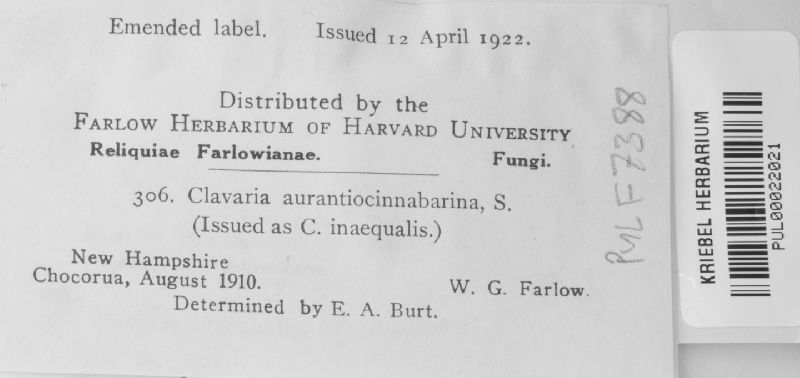 Emended label. Issued 12 April 1922.
Distributed by the
FARLOW HERBARIUM OF HARVARD UNIVERSITY
Reliquiae Farlowianae. Fungi.
306. Clavaria aurantiocinnabarina, S.
(Issued as C. inaequalis.)
New Hampshire
Chocorua, August 1910.
W. G. Farlow.
Determined by E. A. Burt.
PUL F7388
KRIEBEL HERBARIUM
PUL00022021